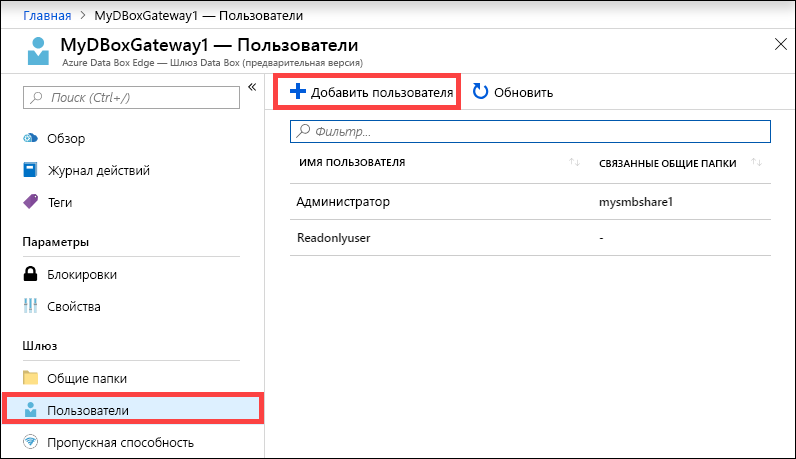 Главная > MyDBoxGateway1 — Пользователи
MyDBoxGateway1 — Пользователи
Azure Data Box Edge — Шлюз Data Box (предварительная версия)
Поиск (Ctrl+/)
Обзор
Журнал действий
Теги
Параметры
Блокировки
Свойства
Шлюз
Общие папки
Пользователи
Пропускная способность
Добавить пользователя Обновить
Фильтр...
ИМЯ ПОЛЬЗОВАТЕЛЯ СВЯЗАННЫЕ ОБЩИЕ ПАПКИ
Администратор mysmbshare1
Readonlyuser -